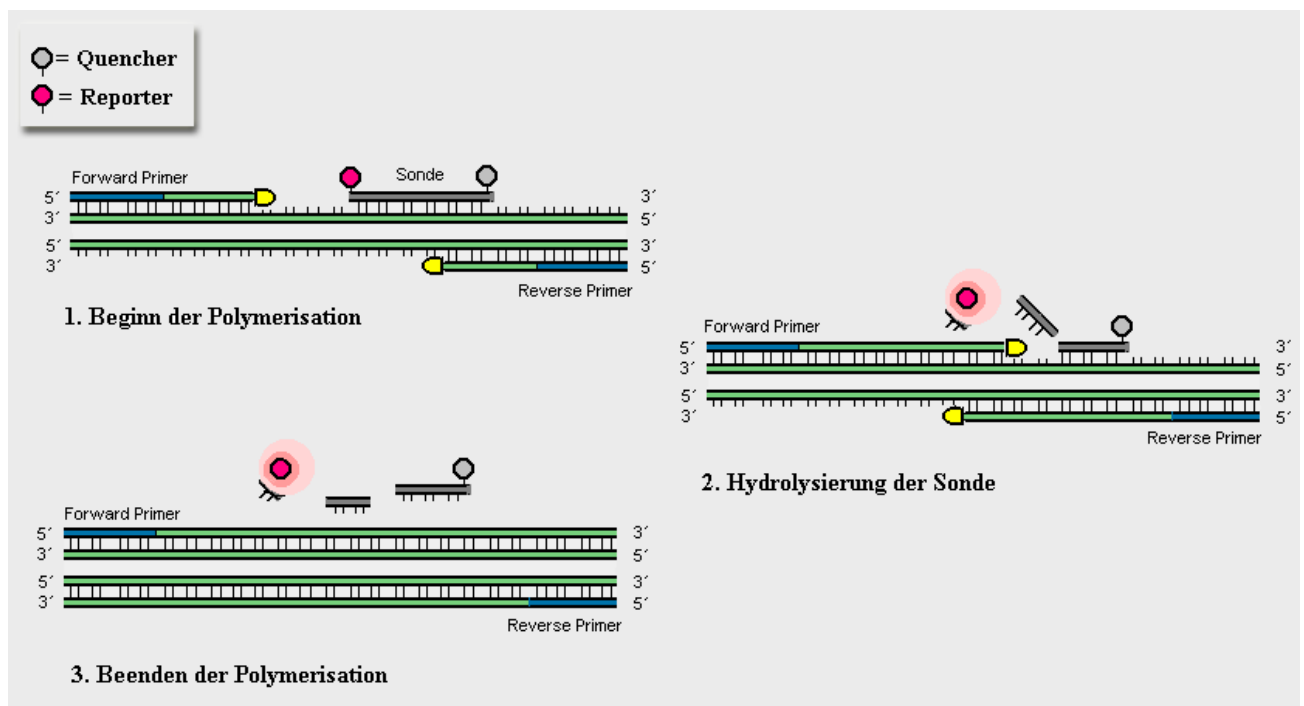 = Quencher
= Reporter
Forward Primer
Sonde
5´ 3´
3´ 5´
5´ 3´
3´ 5´
Reverse Primer
1. Beginn der Polymerisation
Forward Primer
5´ 3´
3´ 5´
5´ 3´
3´ 5´
Reverse Primer
2. Hydrolysierung der Sonde
Forward Primer
5´ 3´
3´ 5´
5´ 3´
3´ 5´
Reverse Primer
3. Beenden der Polymerisation